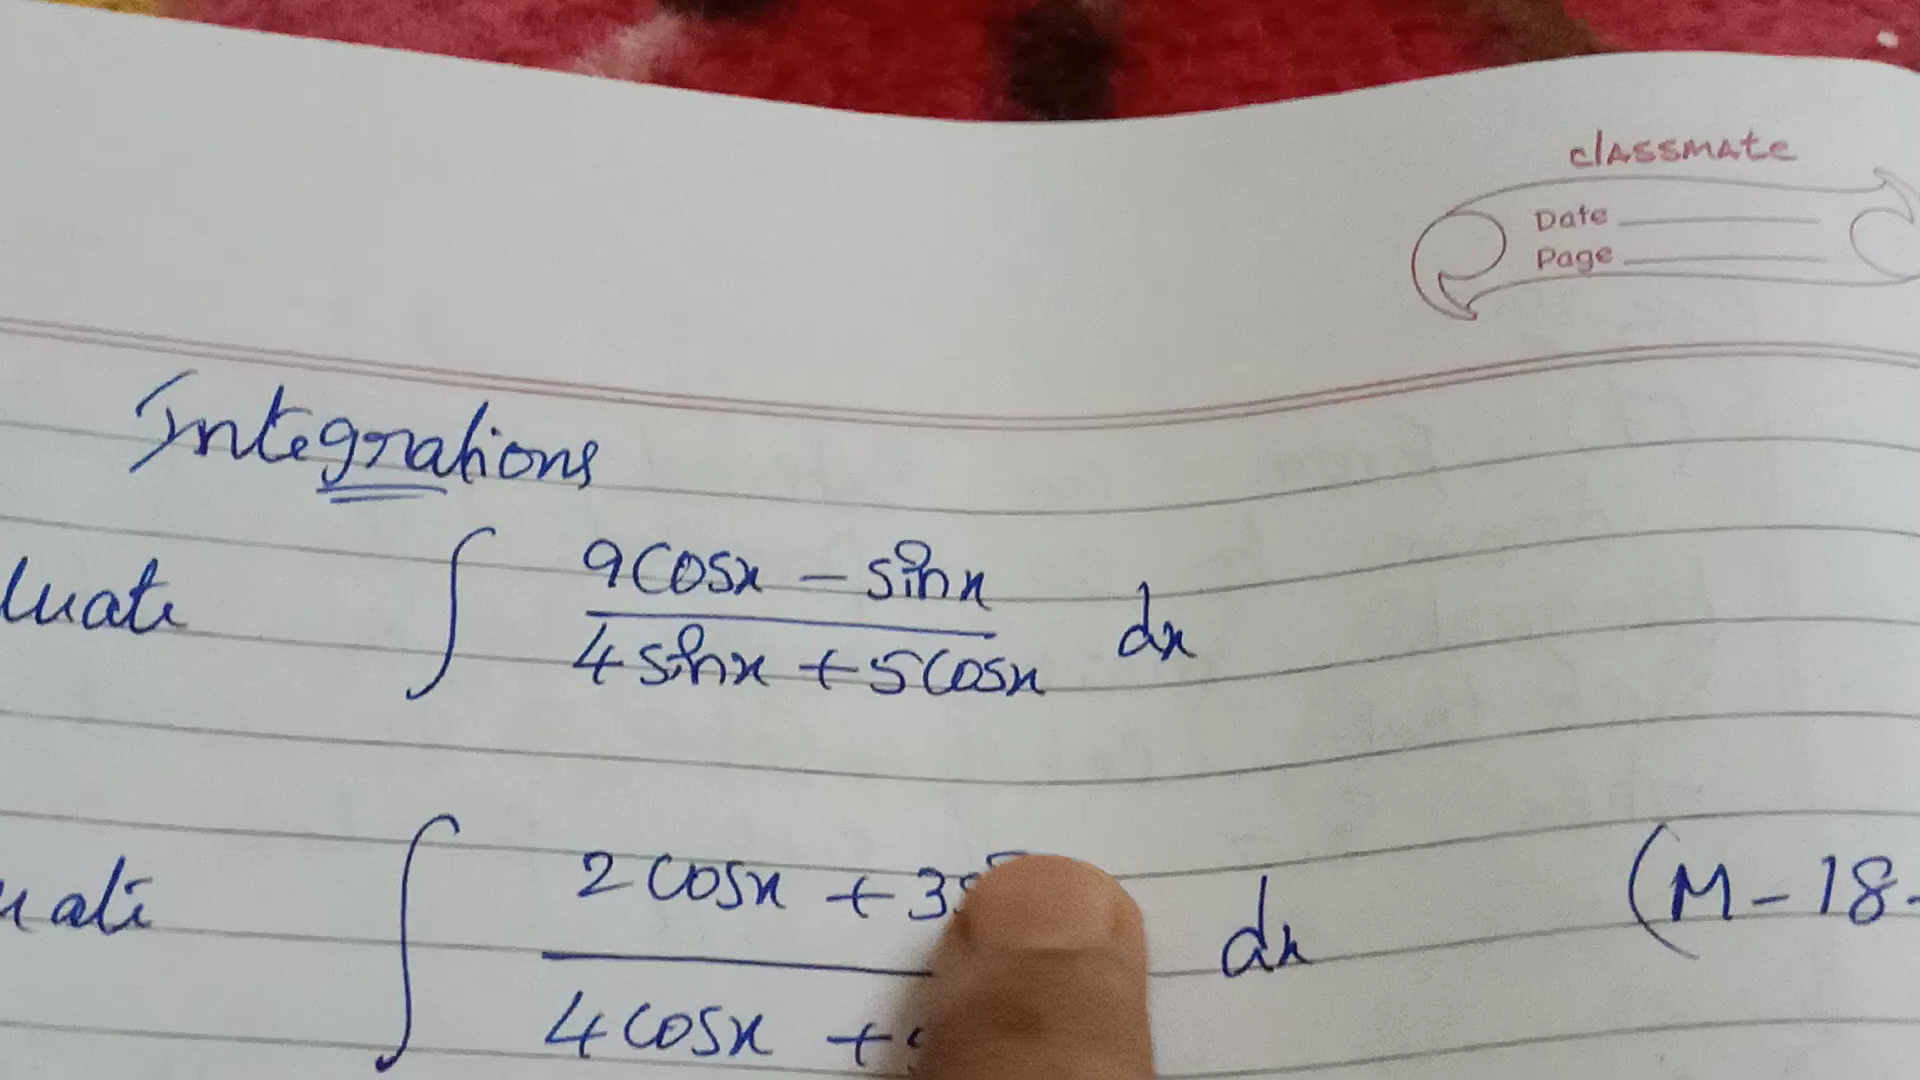 classmate
Date
Page
Integrations
luate ∫ (9cosx - sinx)/(4sinx + 5cosx) dx
uate ∫ 2cosx + 3 dx (M-18-
4cosx +